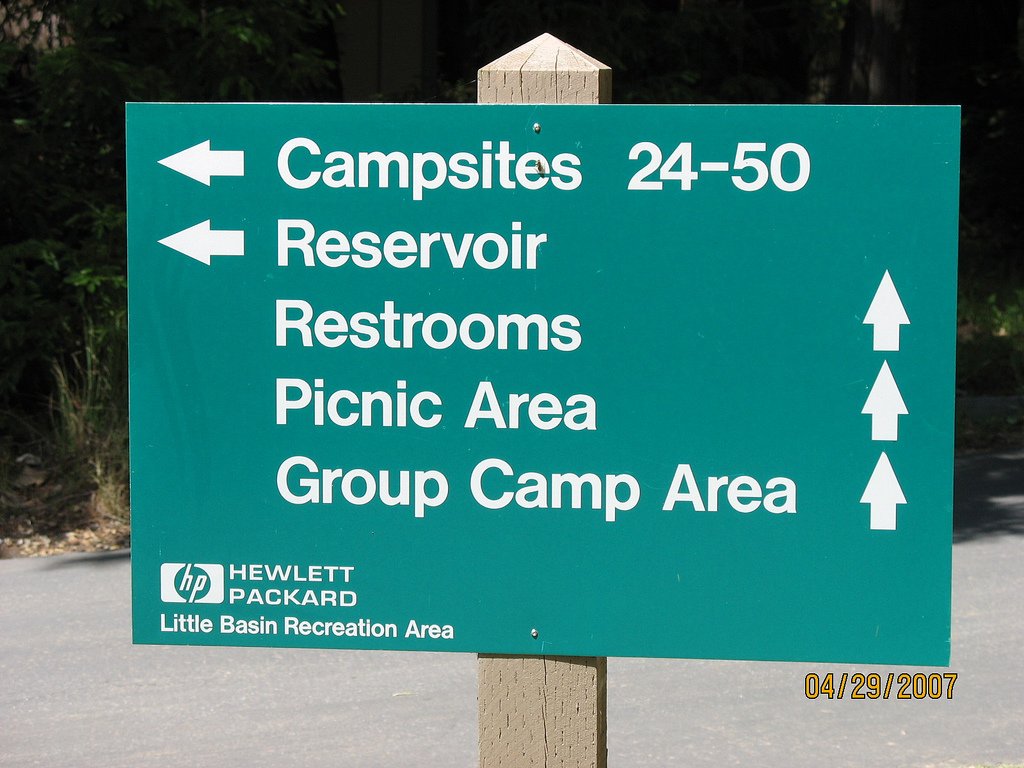 Campsites 24-50
Reservoir
Restrooms
Picnic Area
Group Camp Area
hp HEWLETT
PACKARD
Little Basin Recreation Area
04/29/2007